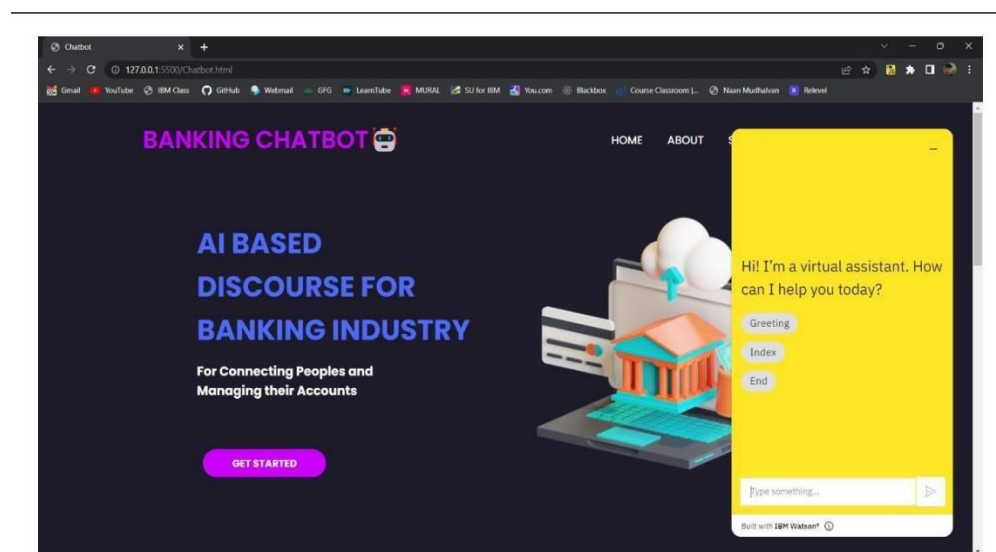 Chatbot
127.0.0.1:5500/Chatbot.html
Gmail YouTube IBM Class GitHub Webmail GFG LearnTube MURAL SU for IBM You.com Blackbox Course Classroom |... Naan Mudhalvan Relevel
BANKING CHATBOT
HOME ABOUT S
AI BASED
DISCOURSE FOR
BANKING INDUSTRY
For Connecting Peoples and
Managing their Accounts
GET STARTED
Hi! I'm a virtual assistant. How
can I help you today?
Greeting
Index
End
Type something...
Built with IBM Watson®